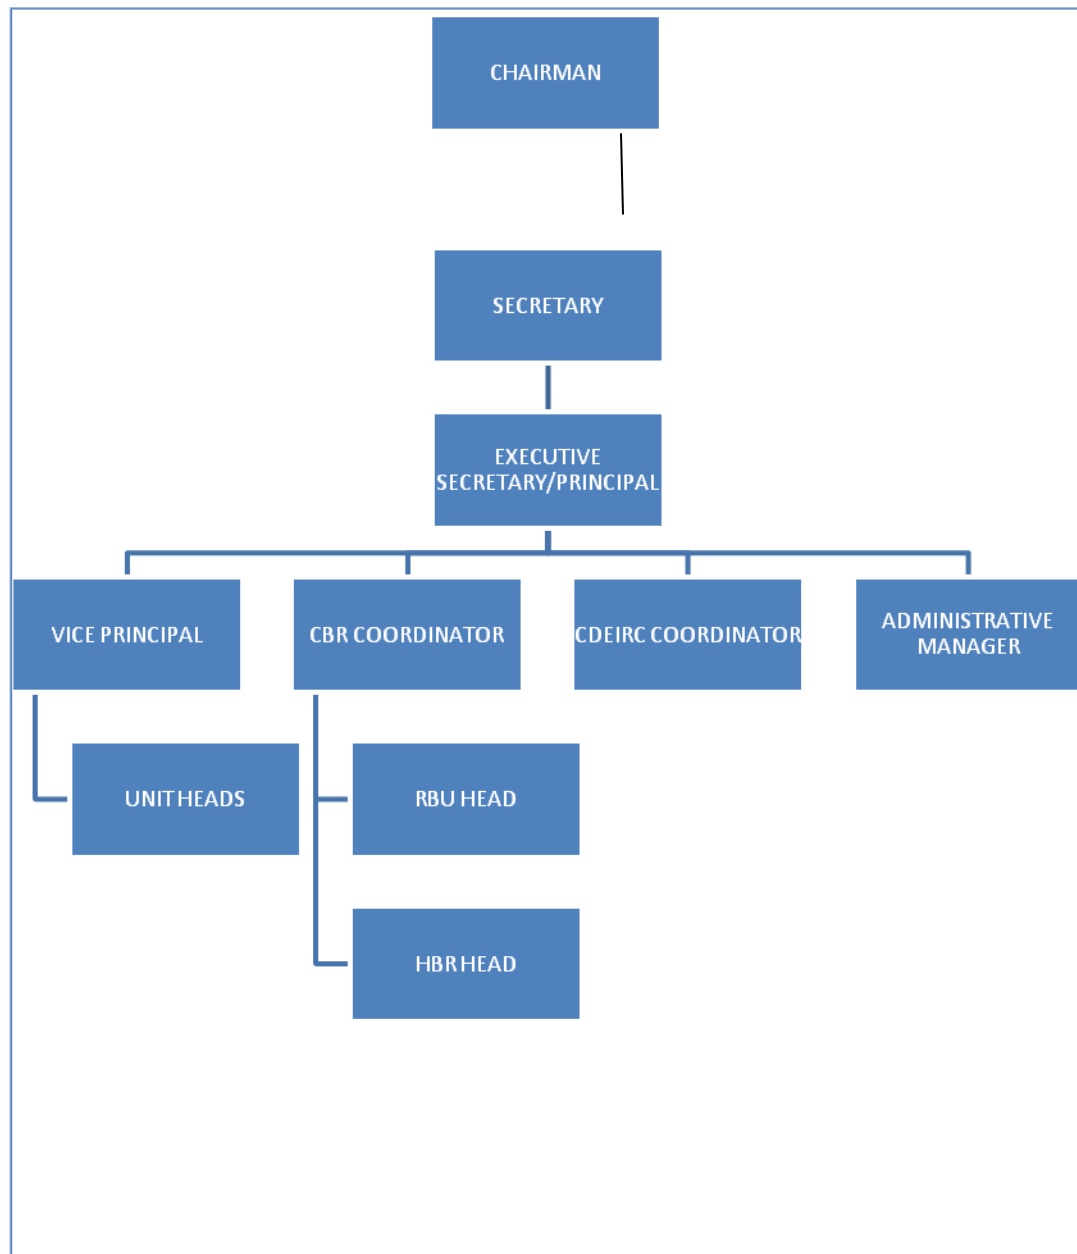 CHAIRMAN
SECRETARY
EXECUTIVE
SECRETARY/PRINCIPAL
VICE PRINCIPAL
CBR COORDINATOR
CDEIRC COORDINATOR
ADMINISTRATIVE
MANAGER
UNIT HEADS
RBU HEAD
HBR HEAD